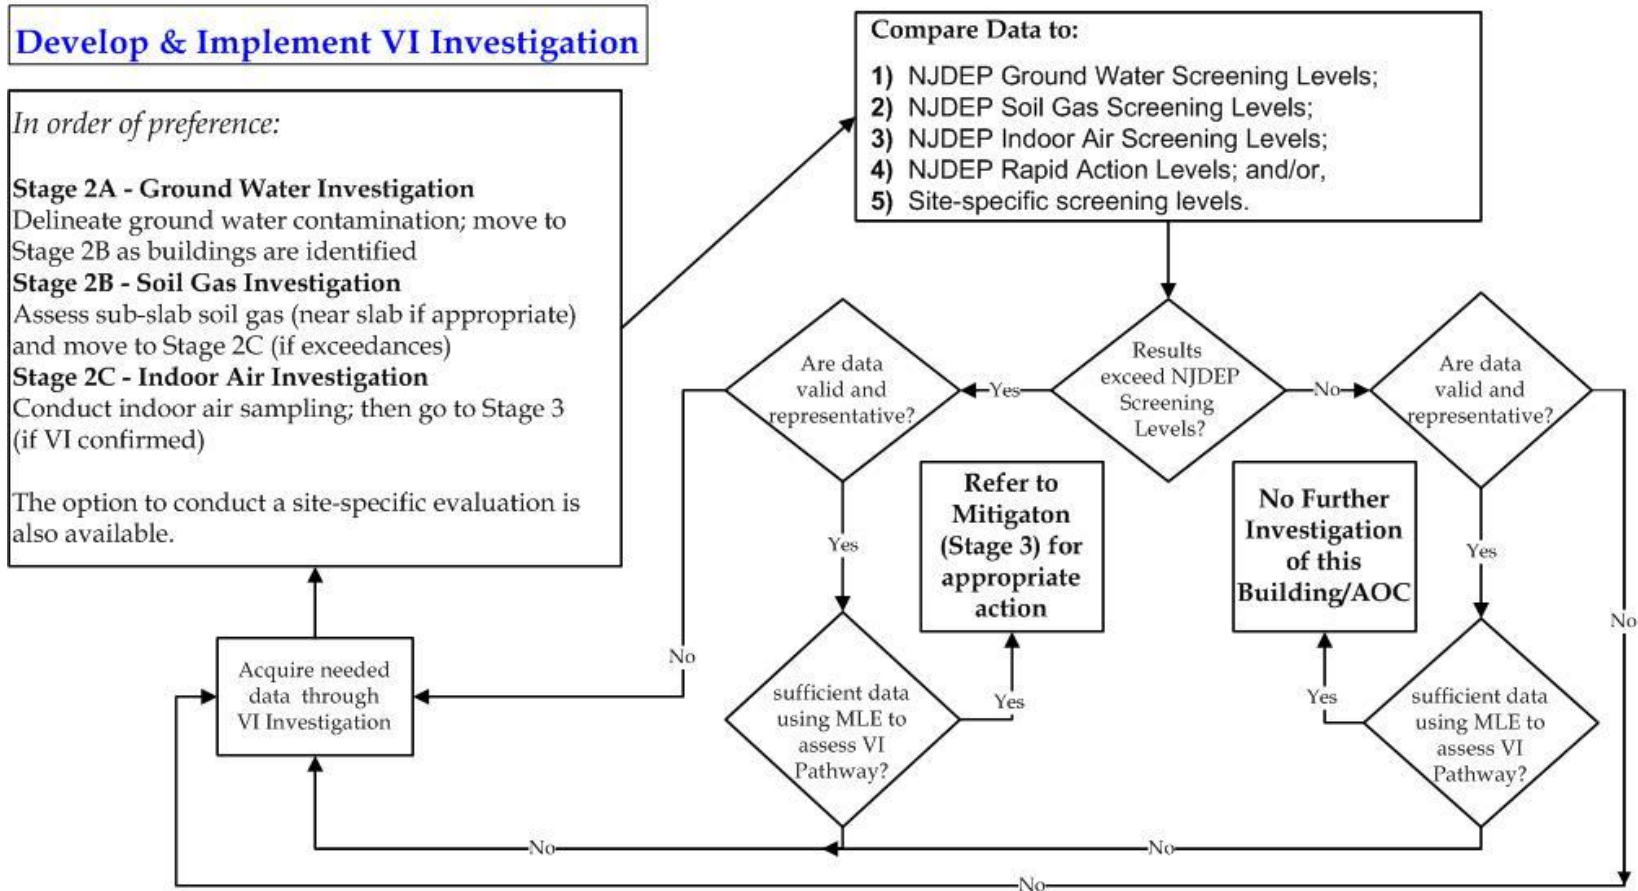 Develop & Implement VI Investigation
In order of preference:
Stage 2A - Ground Water Investigation
Delineate ground water contamination; move to
Stage 2B as buildings are identified
Stage 2B - Soil Gas Investigation
Assess sub-slab soil gas (near slab if appropriate)
and move to Stage 2C (if exceedances)
Stage 2C - Indoor Air Investigation
Conduct indoor air sampling; then go to Stage 3
(if VI confirmed)
The option to conduct a site-specific evaluation is
also available.
Compare Data to:
1) NJDEP Ground Water Screening Levels;
2) NJDEP Soil Gas Screening Levels;
3) NJDEP Indoor Air Screening Levels;
4) NJDEP Rapid Action Levels; and/or,
5) Site-specific screening levels.
Results
exceed NJDEP
Screening
Levels?
Yes
No
Are data
valid and
representative?
Yes
No
sufficient data
using MLE to
assess VI
Pathway?
Yes
No
Refer to
Mitigaton
(Stage 3) for
appropriate
action
Are data
valid and
representative?
Yes
No
sufficient data
using MLE to
assess VI
Pathway?
Yes
No
No Further
Investigation
of this
Building/AOC
Acquire needed
data through
VI Investigation
No